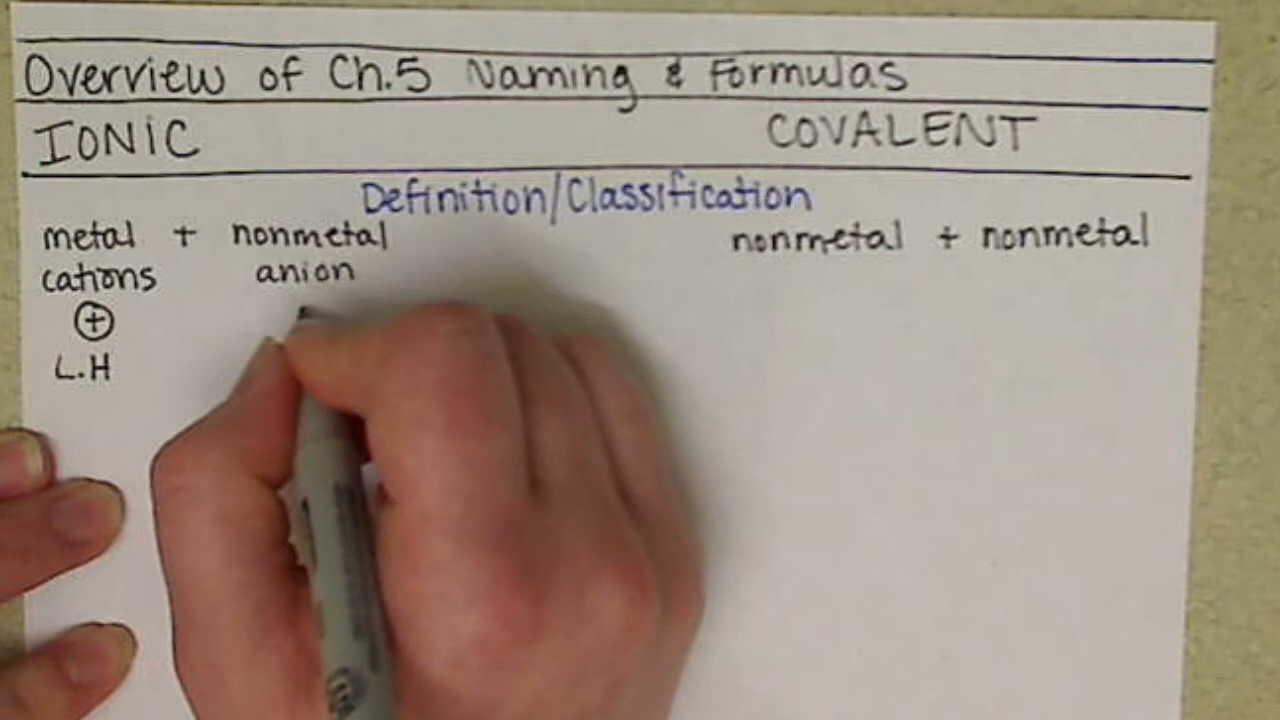 Overview of Ch.5 Naming & Formulas
IONIC COVALENT
Definition/Classification
metal + nonmetal nonmetal + nonmetal
cations anion
+
L.H